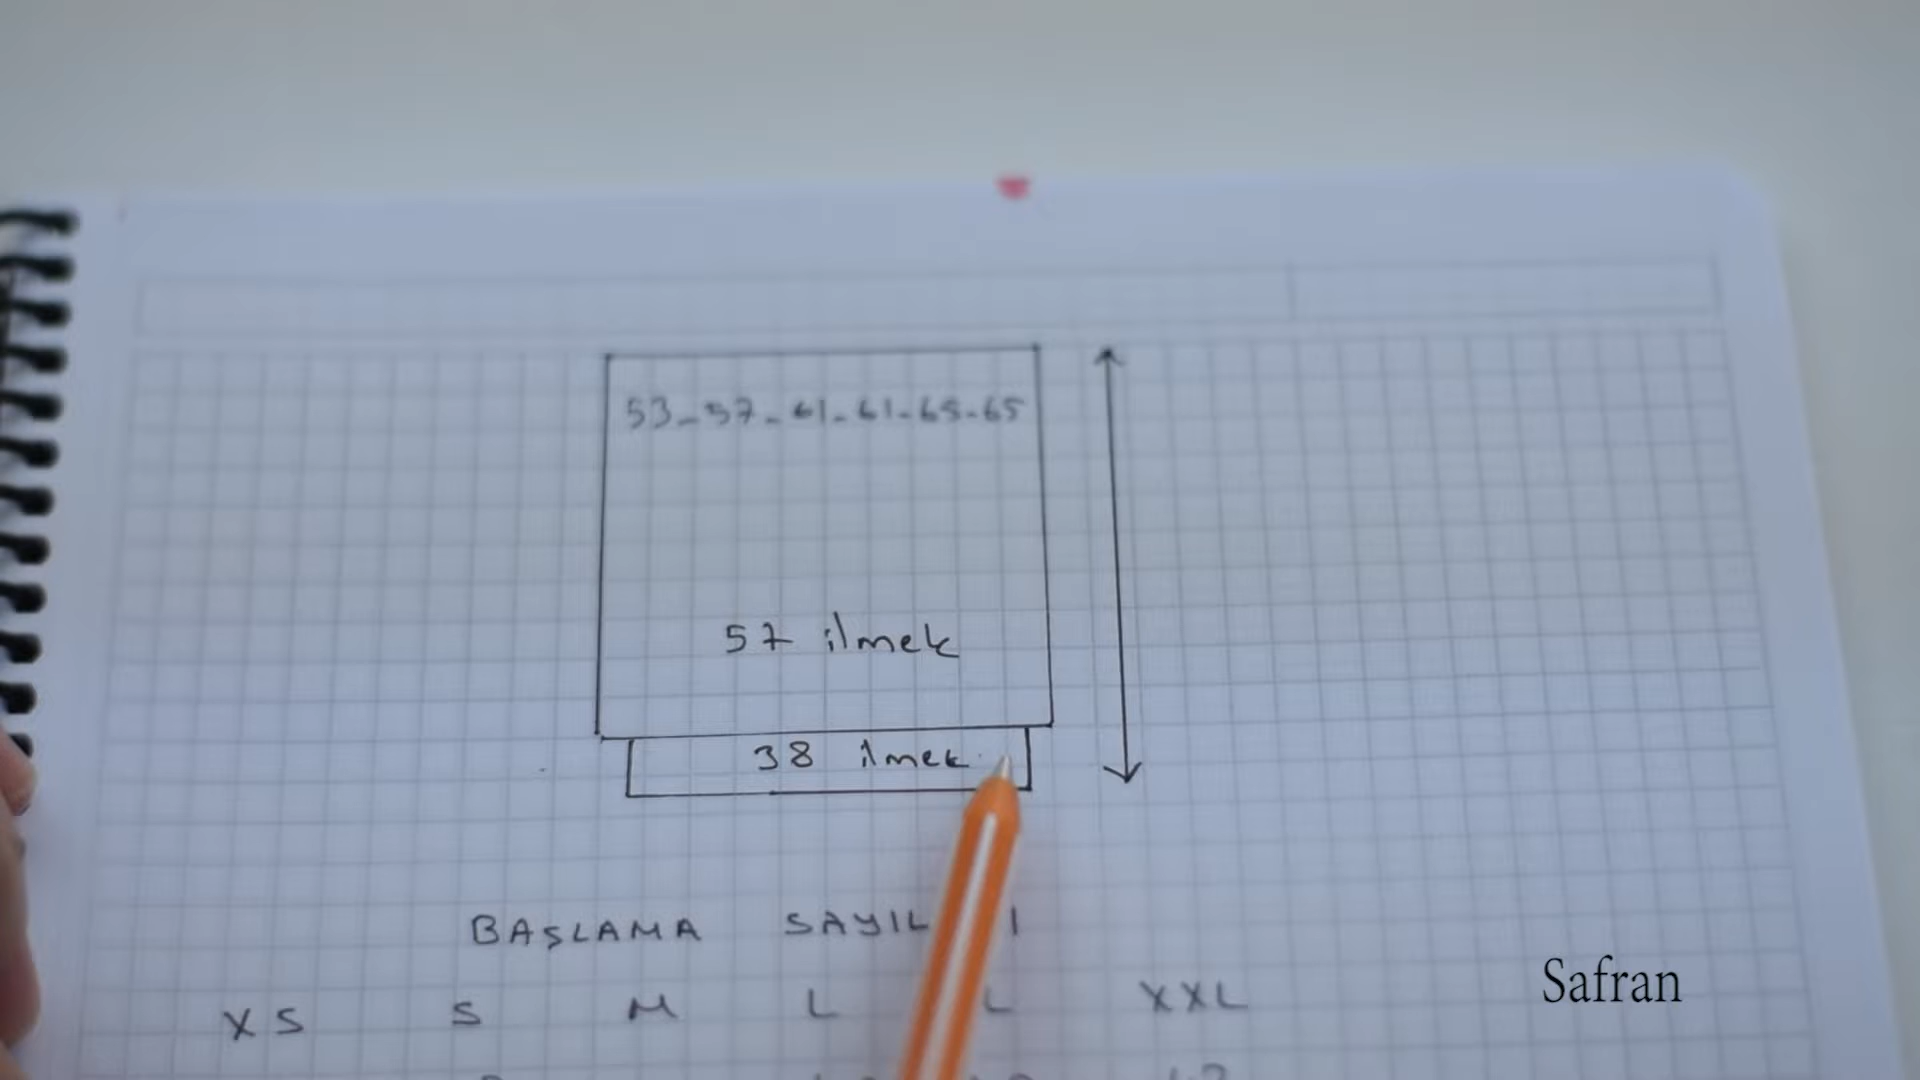 53-57-61-61-65-65
57 ilmek
38 ilmek
BAŞLAMA
XS S M L L XXL
Safran